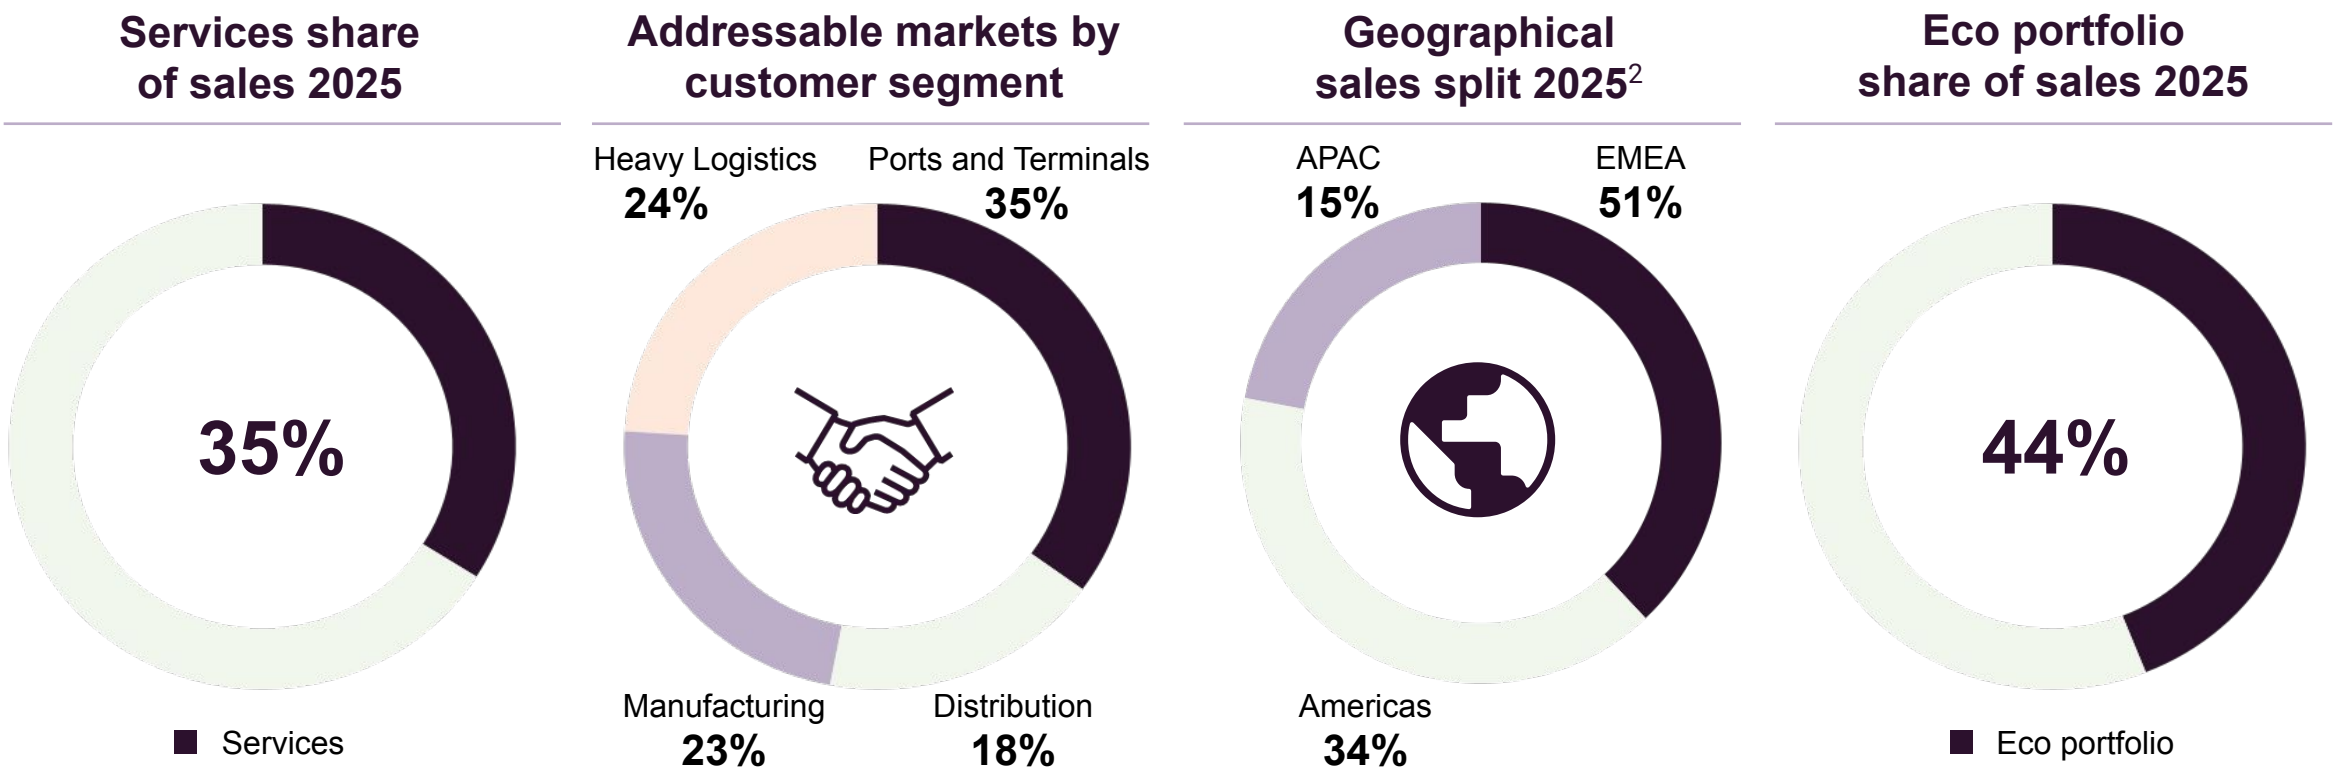 Services share
of sales 2025
35%
Services
Addressable markets by
customer segment
Heavy Logistics
24%
Ports and Terminals
35%
Manufacturing
23%
Distribution
18%
Geographical
sales split 2025²
APAC
15%
EMEA
51%
Americas
34%
Eco portfolio
share of sales 2025
44%
Eco portfolio